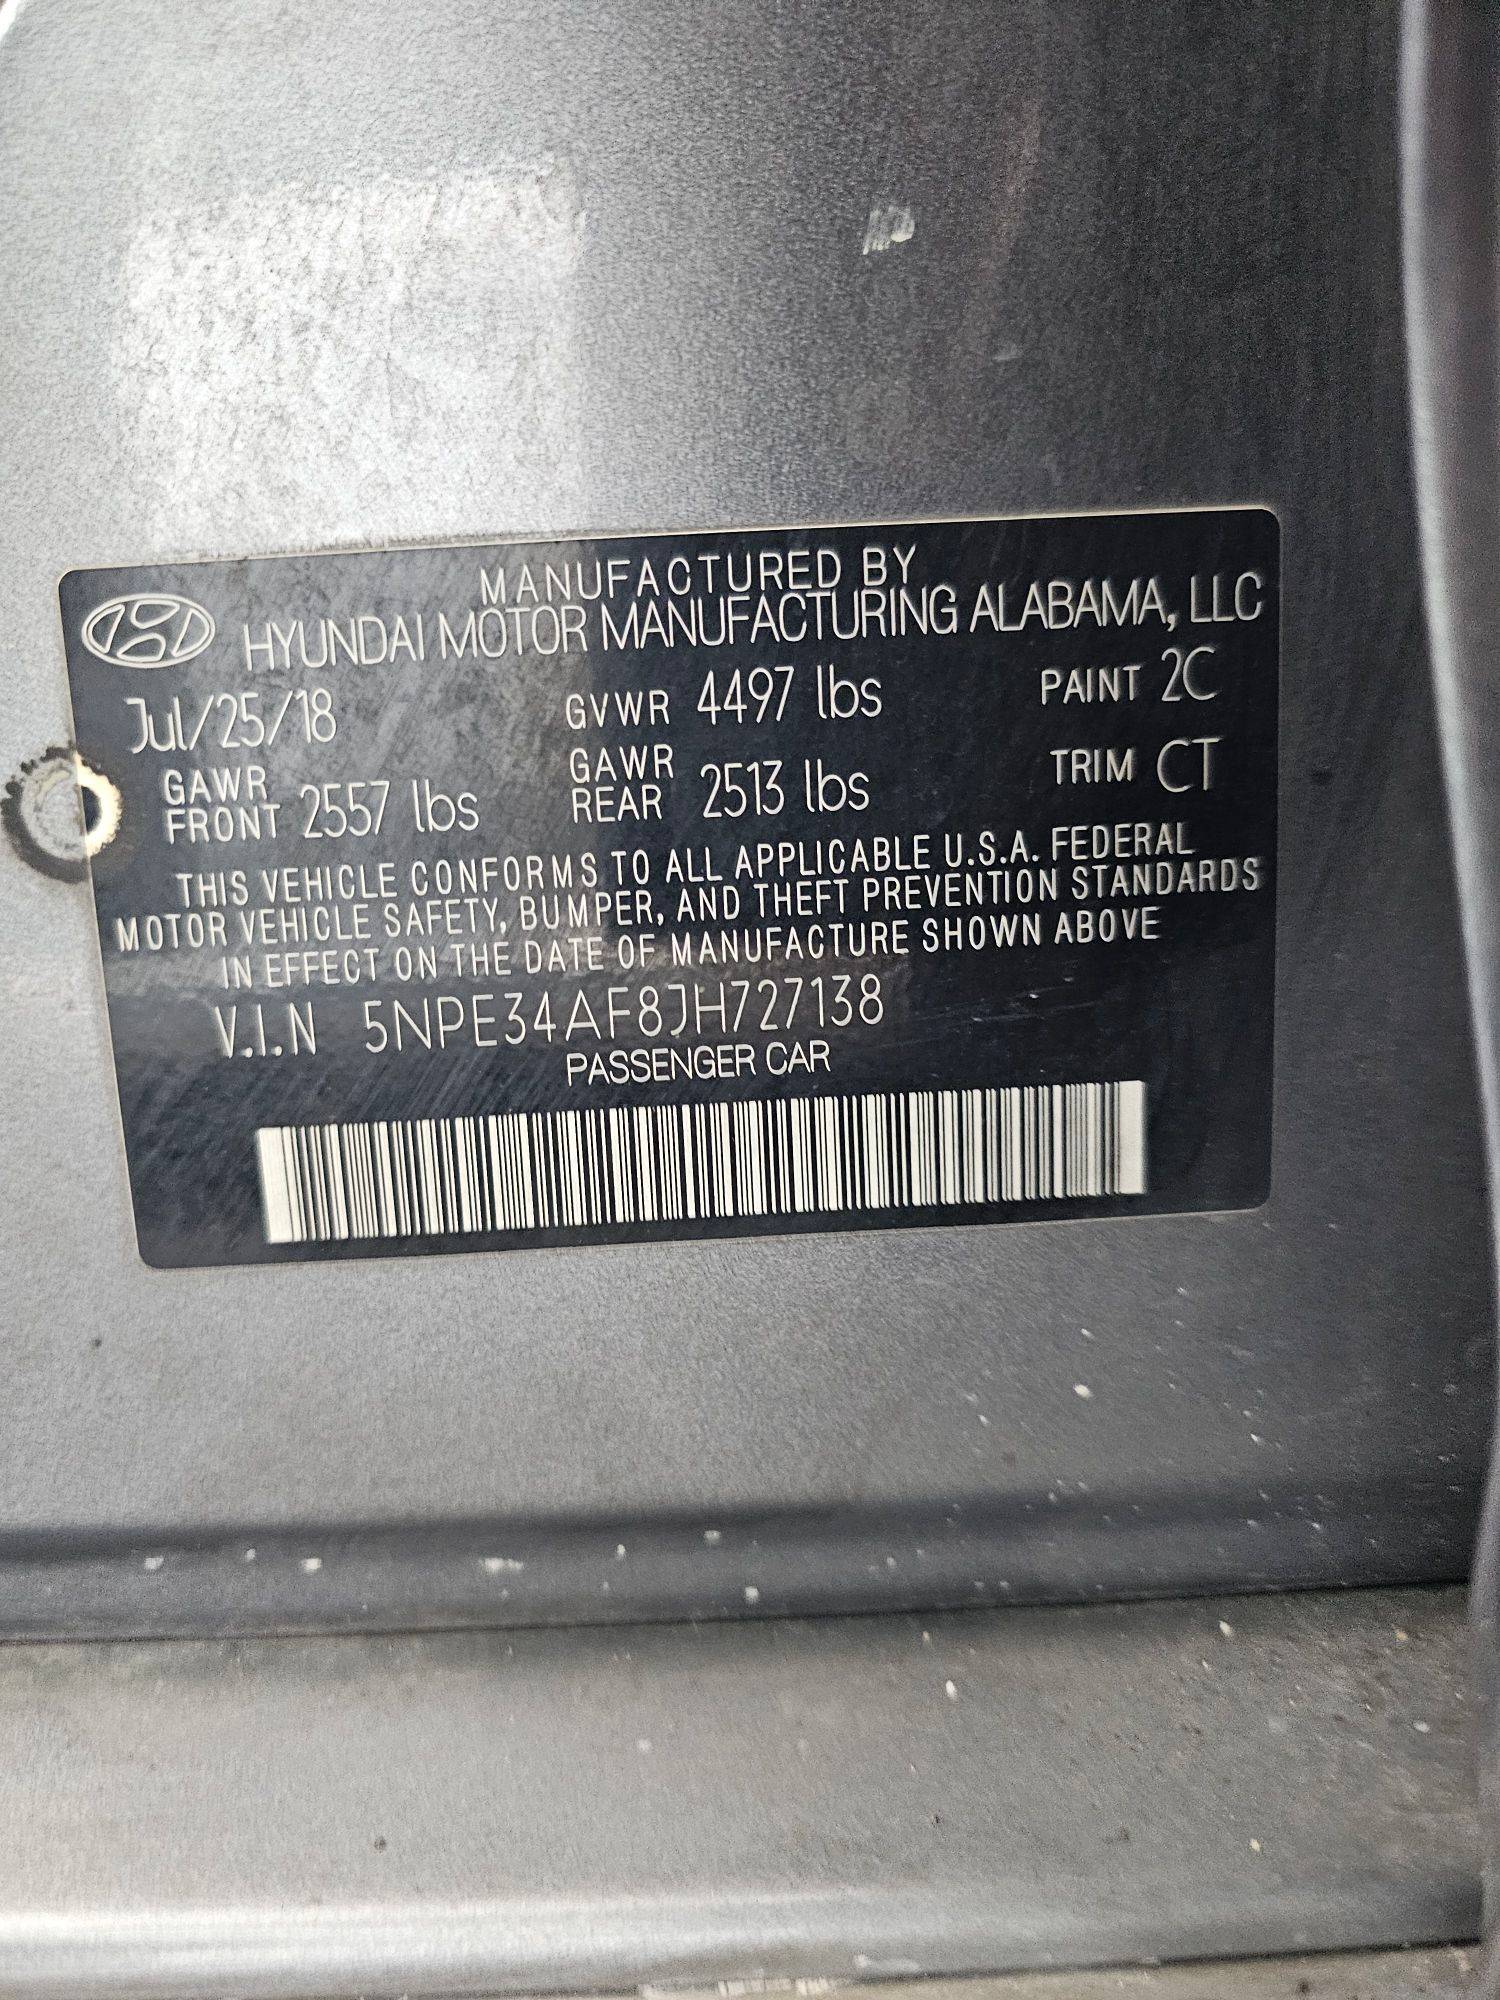 MANUFACTURED BY
HYUNDAI MOTOR MANUFACTURING ALABAMA, LLC
Jul/25/18 GVWR 4497 lbs PAINT 2C
GAWR FRONT 2557 lbs GAWR REAR 2513 lbs TRIM CT
THIS VEHICLE CONFORMS TO ALL APPLICABLE U.S.A. FEDERAL
MOTOR VEHICLE SAFETY, BUMPER, AND THEFT PREVENTION STANDARDS
IN EFFECT ON THE DATE OF MANUFACTURE SHOWN ABOVE
V.I.N 5NPE34AF8JH727138
PASSENGER CAR